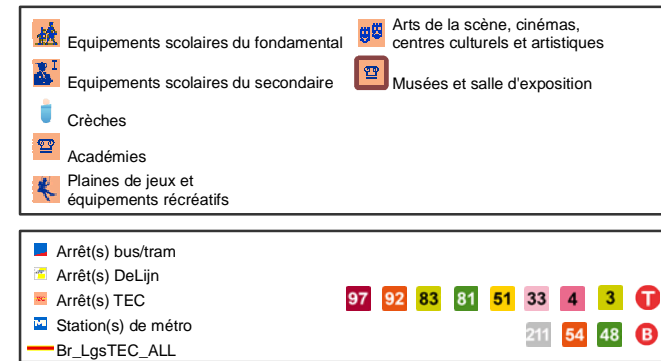 Equipements scolaires du fondamental
Equipements scolaires du secondaire
Crèches
Académies
Plaines de jeux et
équipements récréatifs
Arts de la scène, cinémas,
centres culturels et artistiques
Musées et salle d'exposition
Arrêt(s) bus/tram
Arrêt(s) DeLijn
Arrêt(s) TEC
Station(s) de métro
Br_LgsTEC_ALL
97 92 83 81 51 33 4 3 T
211 54 48 B